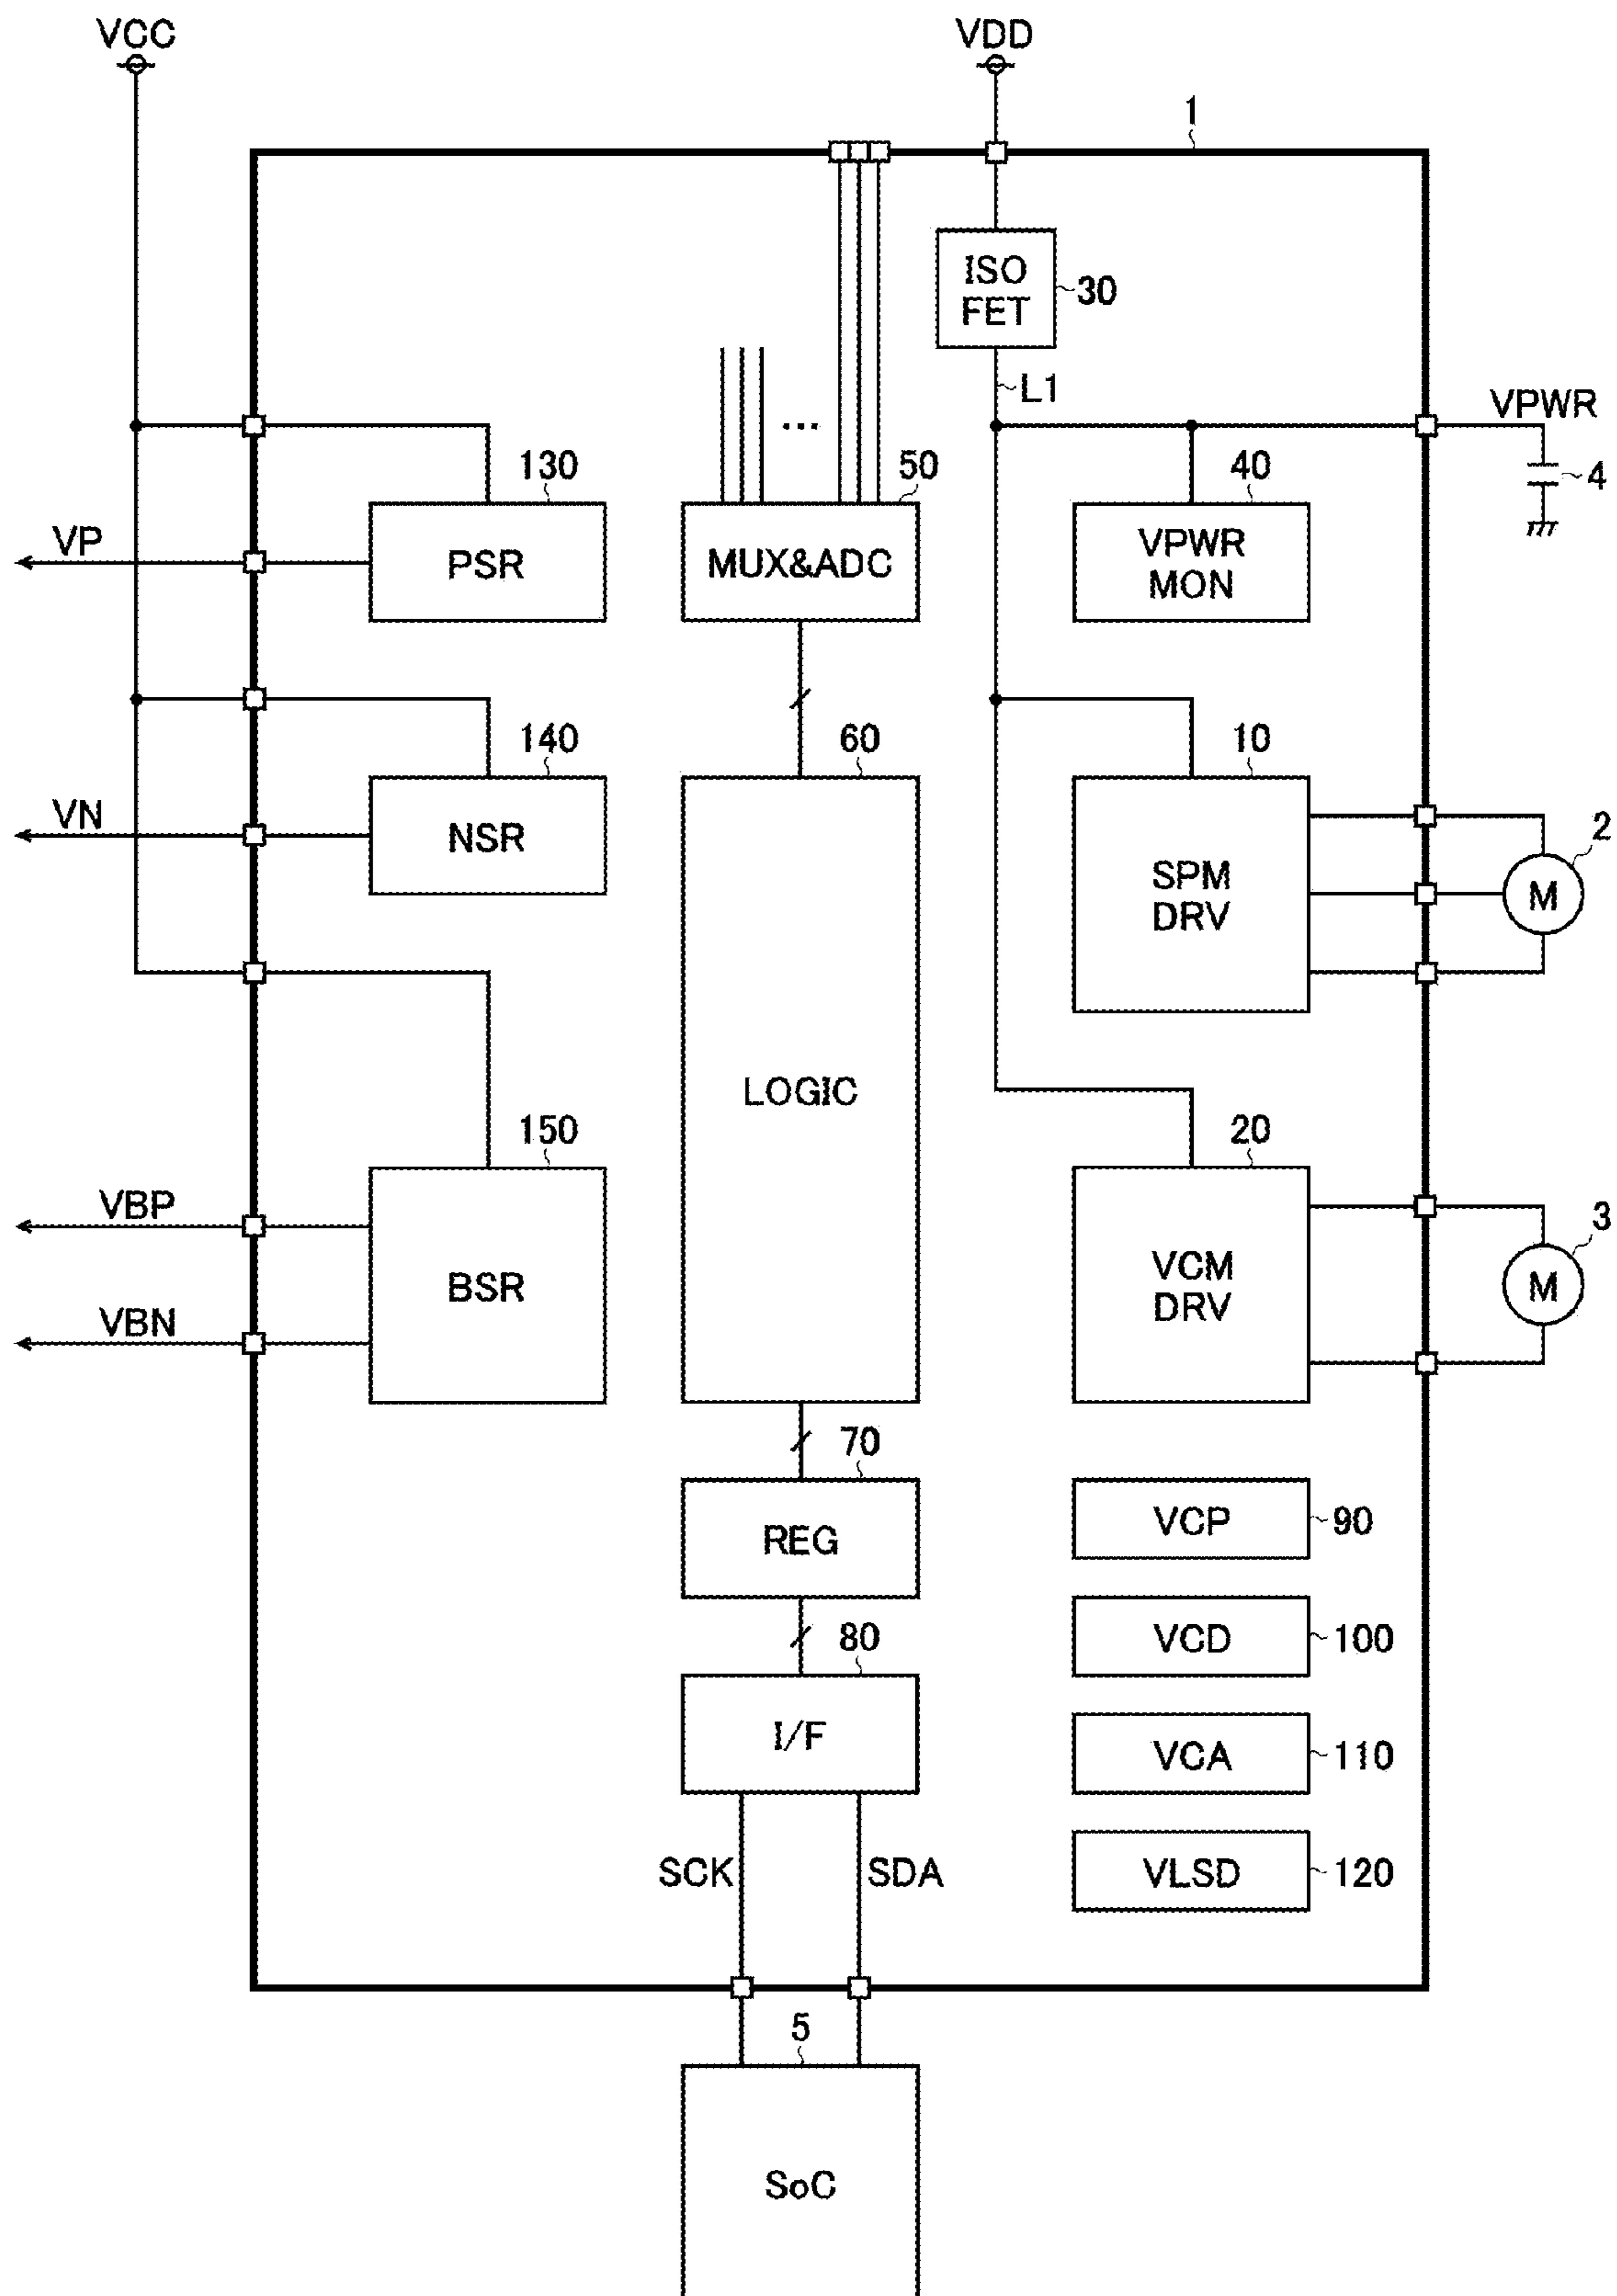 VCC
VDD
1
ISO
FET
30
L1
VPWR
130
50
40
4
VP
PSR
MUX&ADC
VPWR
MON
...
140
60
10
VN
NSR
2
SPM
DRV
M
LOGIC
150
20
VBP
3
BSR
VCM
DRV
M
VBN
70
REG
VCP
90
80
VCD
100
I/F
VCA
110
SCK
SDA
VLSD
120
5
SoC